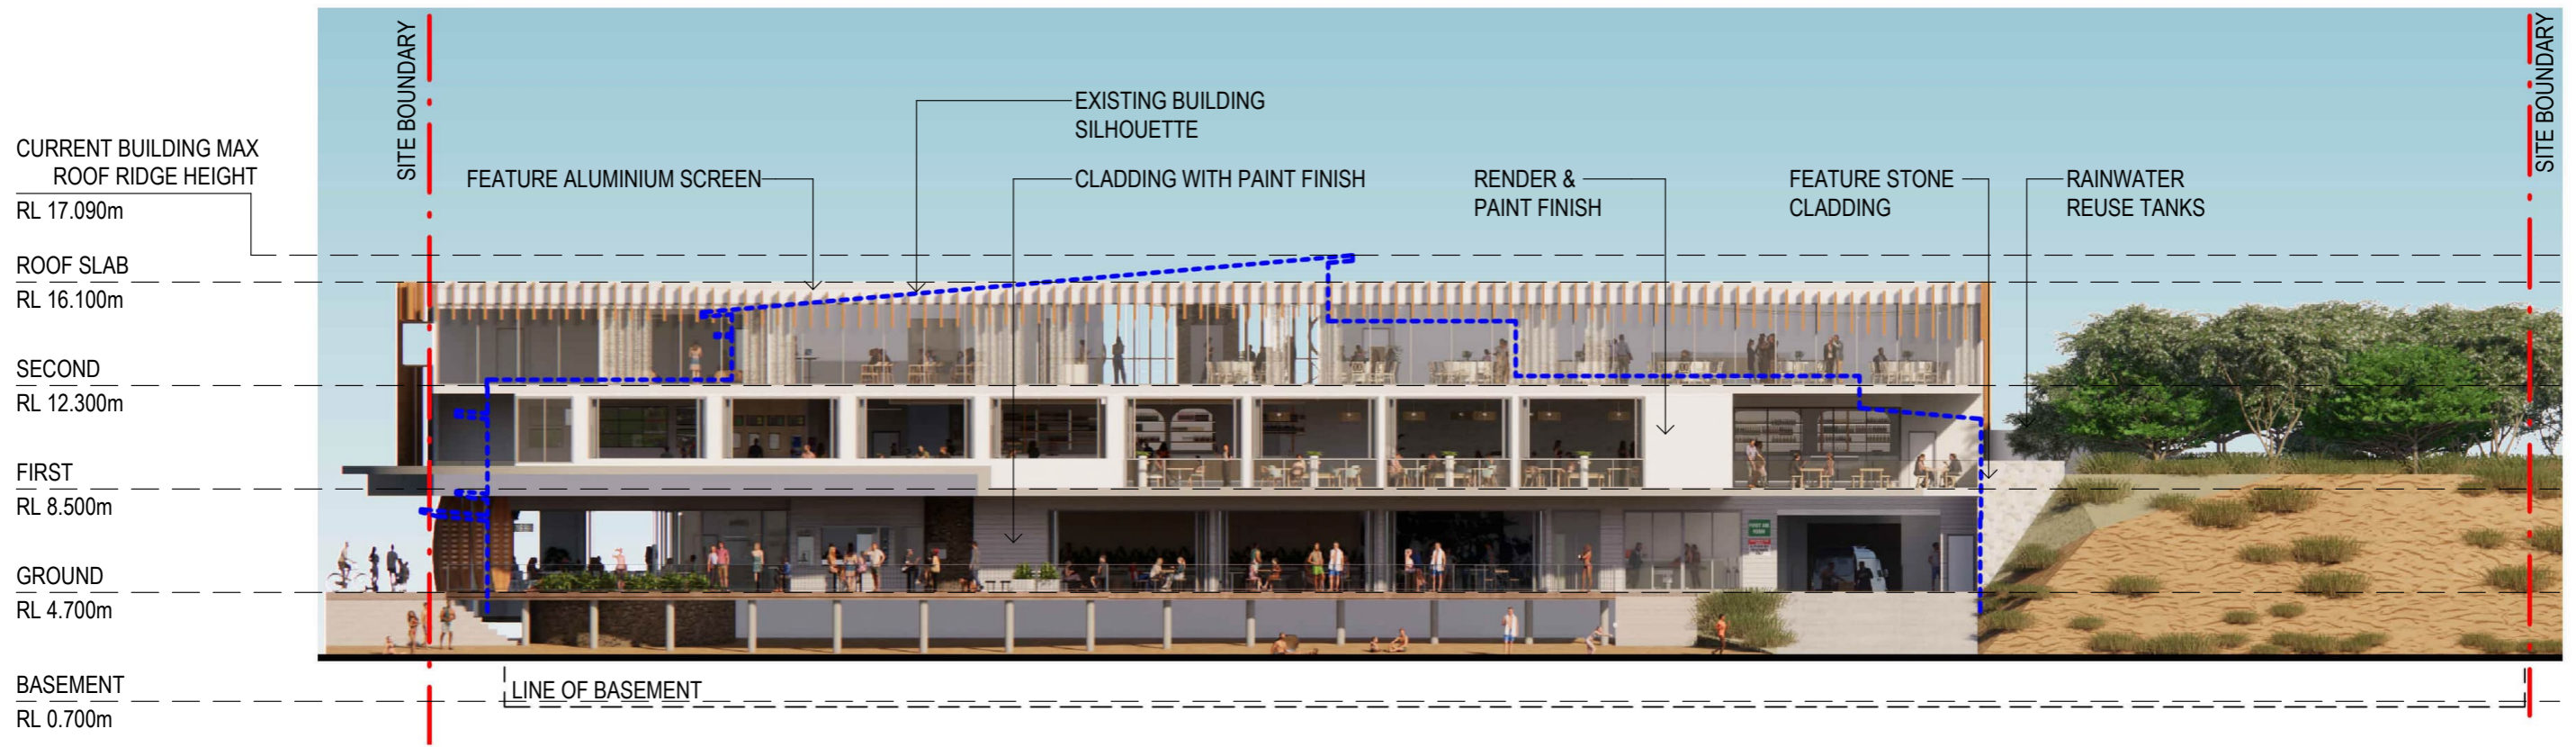 SITE BOUNDARY
SITE BOUNDARY
EXISTING BUILDING
SILHOUETTE
CURRENT BUILDING MAX
ROOF RIDGE HEIGHT
RL 17.090m
FEATURE ALUMINIUM SCREEN
CLADDING WITH PAINT FINISH
RENDER &
PAINT FINISH
FEATURE STONE
CLADDING
RAINWATER
REUSE TANKS
ROOF SLAB
RL 16.100m
SECOND
RL 12.300m
FIRST
RL 8.500m
GROUND
RL 4.700m
BASEMENT
RL 0.700m
LINE OF BASEMENT